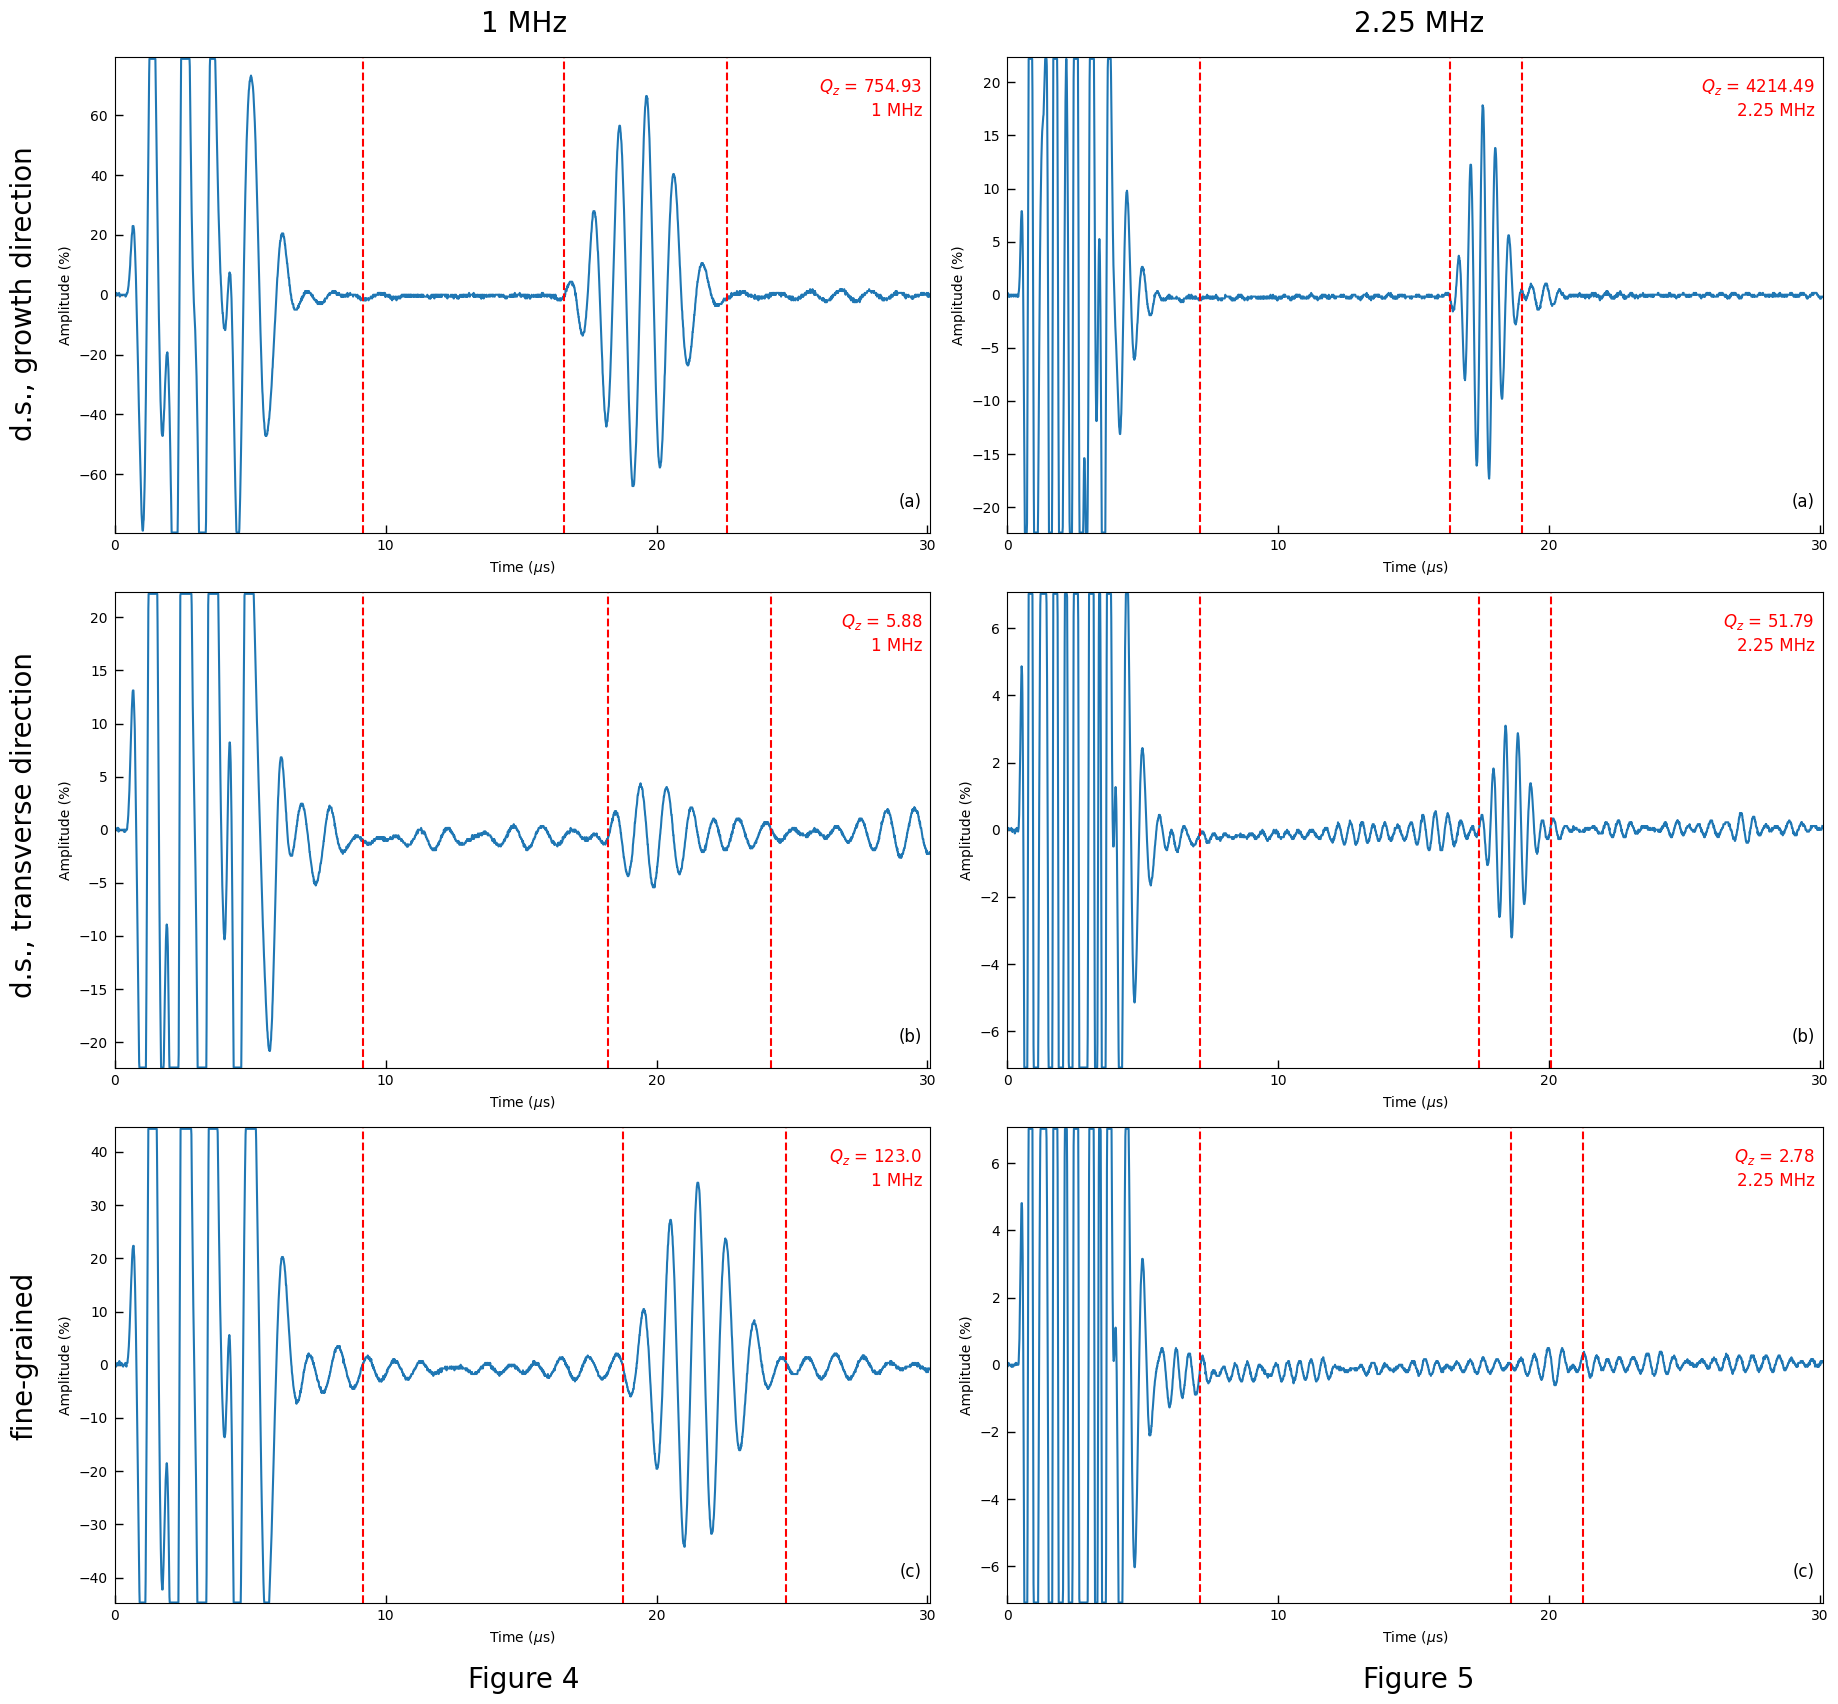 1 MHz
2.25 MHz
d.s., growth direction
Amplitude (%)
60
40
20
0
−20
−40
−60
Q_z = 754.93
1 MHz
(a)
0
10
20
30
Time (μs)
Amplitude (%)
20
15
10
5
0
−5
−10
−15
−20
Q_z = 4214.49
2.25 MHz
(a)
0
10
20
30
Time (μs)
d.s., transverse direction
Amplitude (%)
20
15
10
5
0
−5
−10
−15
−20
Q_z = 5.88
1 MHz
(b)
0
10
20
30
Time (μs)
Amplitude (%)
6
4
2
0
−2
−4
−6
Q_z = 51.79
2.25 MHz
(b)
0
10
20
30
Time (μs)
fine-grained
Amplitude (%)
40
30
20
10
0
−10
−20
−30
−40
Q_z = 123.0
1 MHz
(c)
0
10
20
30
Time (μs)
Amplitude (%)
6
4
2
0
−2
−4
−6
Q_z = 2.78
2.25 MHz
(c)
0
10
20
30
Time (μs)
Figure 4
Figure 5